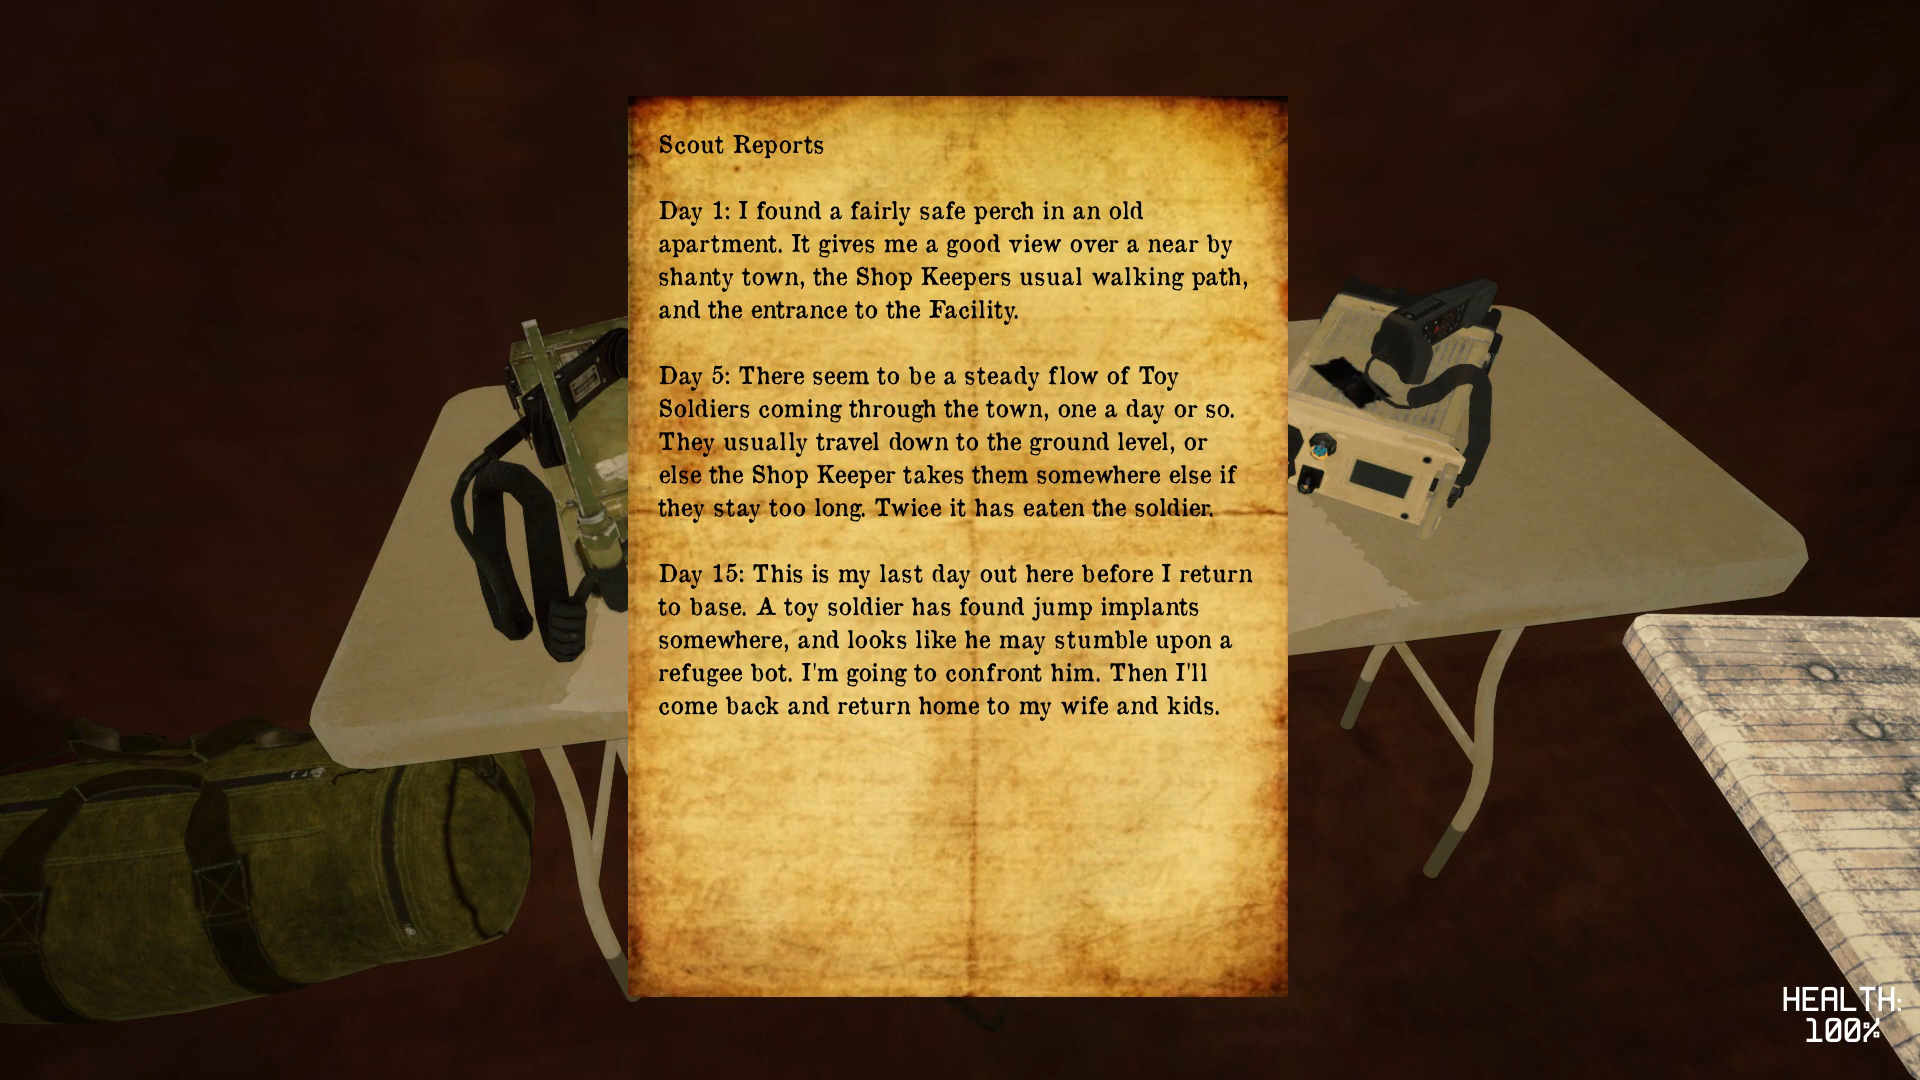 Scout Reports
Day 1: I found a fairly safe perch in an old
apartment. It gives me a good view over a near by
shanty town, the Shop Keepers usual walking path,
and the entrance to the Facility.
Day 5: There seem to be a steady flow of Toy
Soldiers coming through the town, one a day or so.
They usually travel down to the ground level, or
else the Shop Keeper takes them somewhere else if
they stay too long. Twice it has eaten the soldier.
Day 15: This is my last day out here before I return
to base. A toy soldier has found jump implants
somewhere, and looks like he may stumble upon a
refugee bot. I'm going to confront him. Then I'll
come back and return home to my wife and kids.
HEALTH:
100%